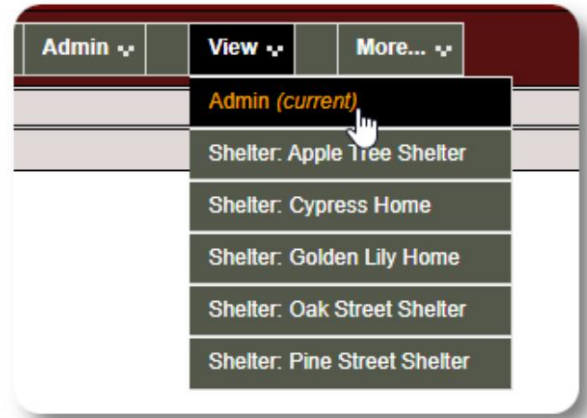 Admin View More...
Admin (current)
Shelter: Apple Tree Shelter
Shelter: Cypress Home
Shelter: Golden Lily Home
Shelter: Oak Street Shelter
Shelter: Pine Street Shelter